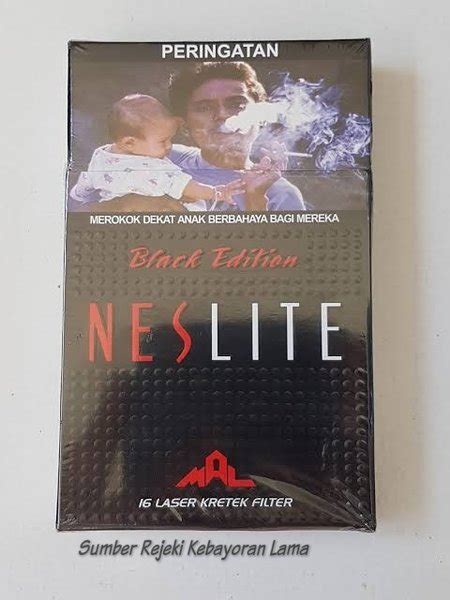 PERINGATAN
MEROKOK DEKAT ANAK BERBAHAYA BAGI MEREKA
Black Edition
NESLITE
MAL
16 LASER KRETEK FILTER
Sumber Rejeki Kebayoran Lama